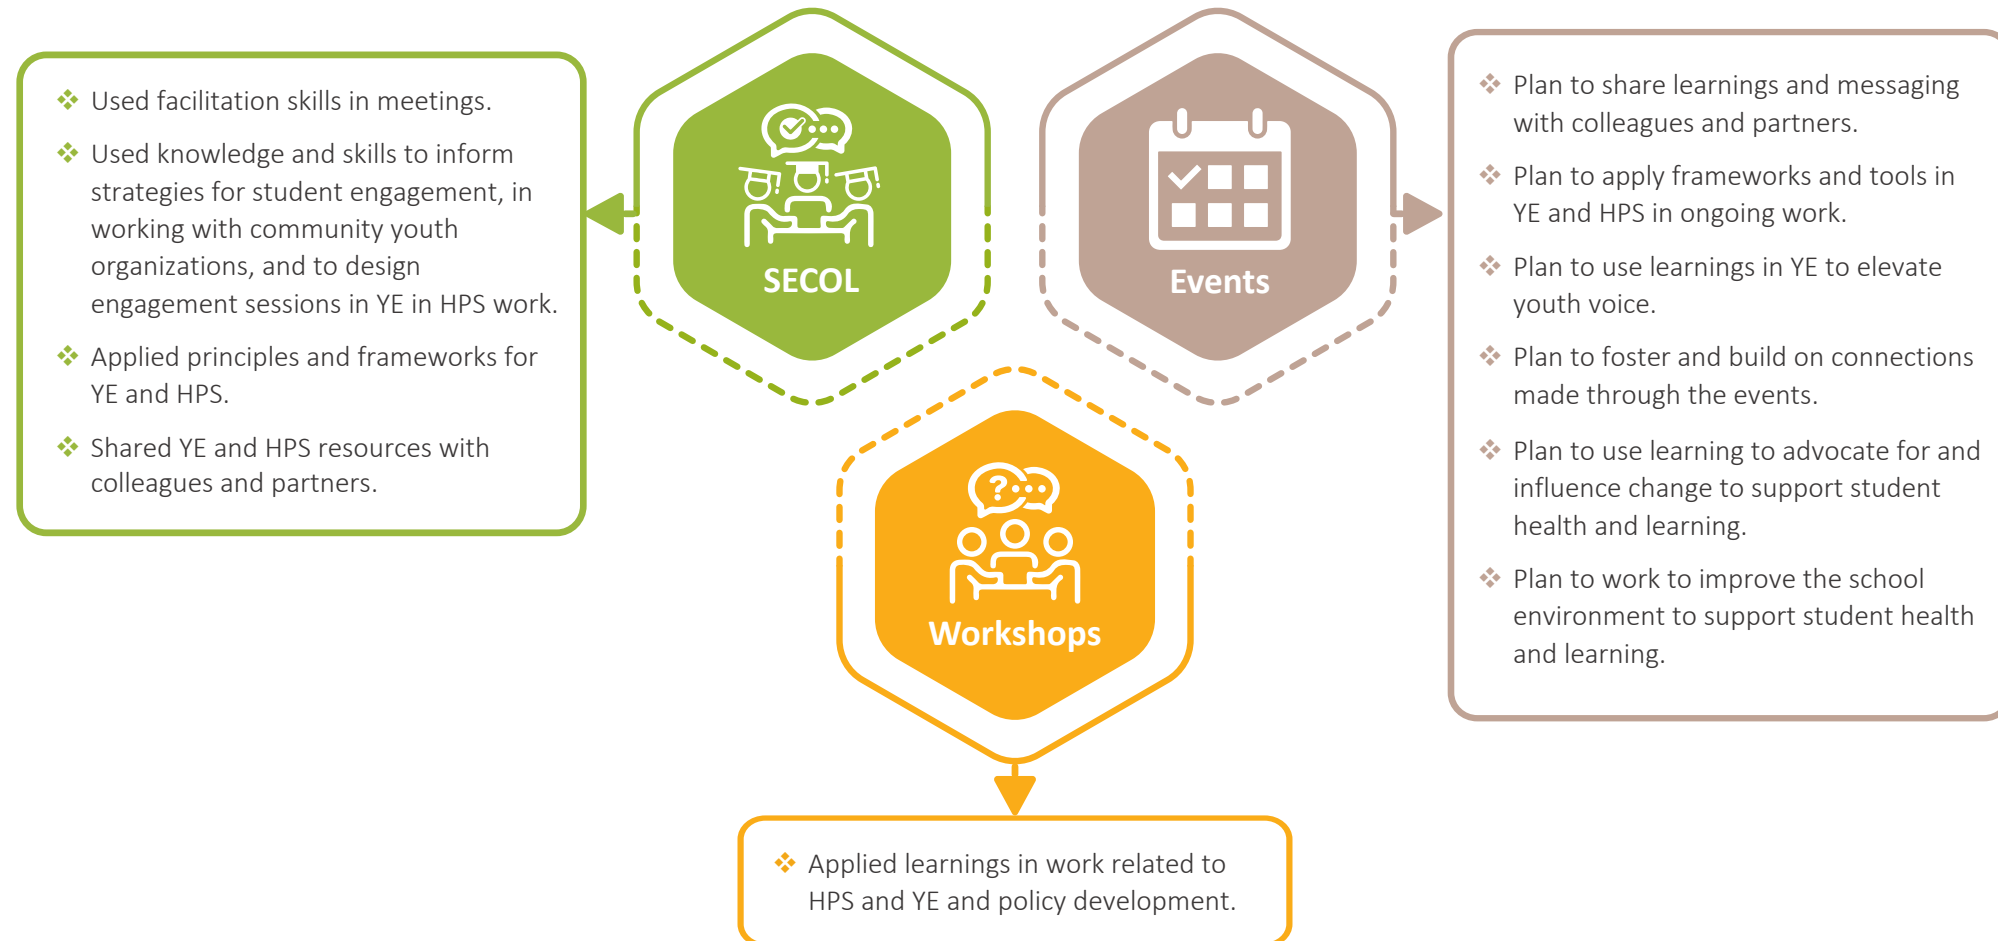 Used facilitation skills in meetings.
Used knowledge and skills to inform
strategies for student engagement, in
working with community youth
organizations, and to design
engagement sessions in YE in HPS work.
Applied principles and frameworks for
YE and HPS.
Shared YE and HPS resources with
colleagues and partners.
SECOL
Events
Plan to share learnings and messaging
with colleagues and partners.
Plan to apply frameworks and tools in
YE and HPS in ongoing work.
Plan to use learnings in YE to elevate
youth voice.
Plan to foster and build on connections
made through the events.
Plan to use learning to advocate for and
influence change to support student
health and learning.
Plan to work to improve the school
environment to support student health
and learning.
?
Workshops
Applied learnings in work related to
HPS and YE and policy development.